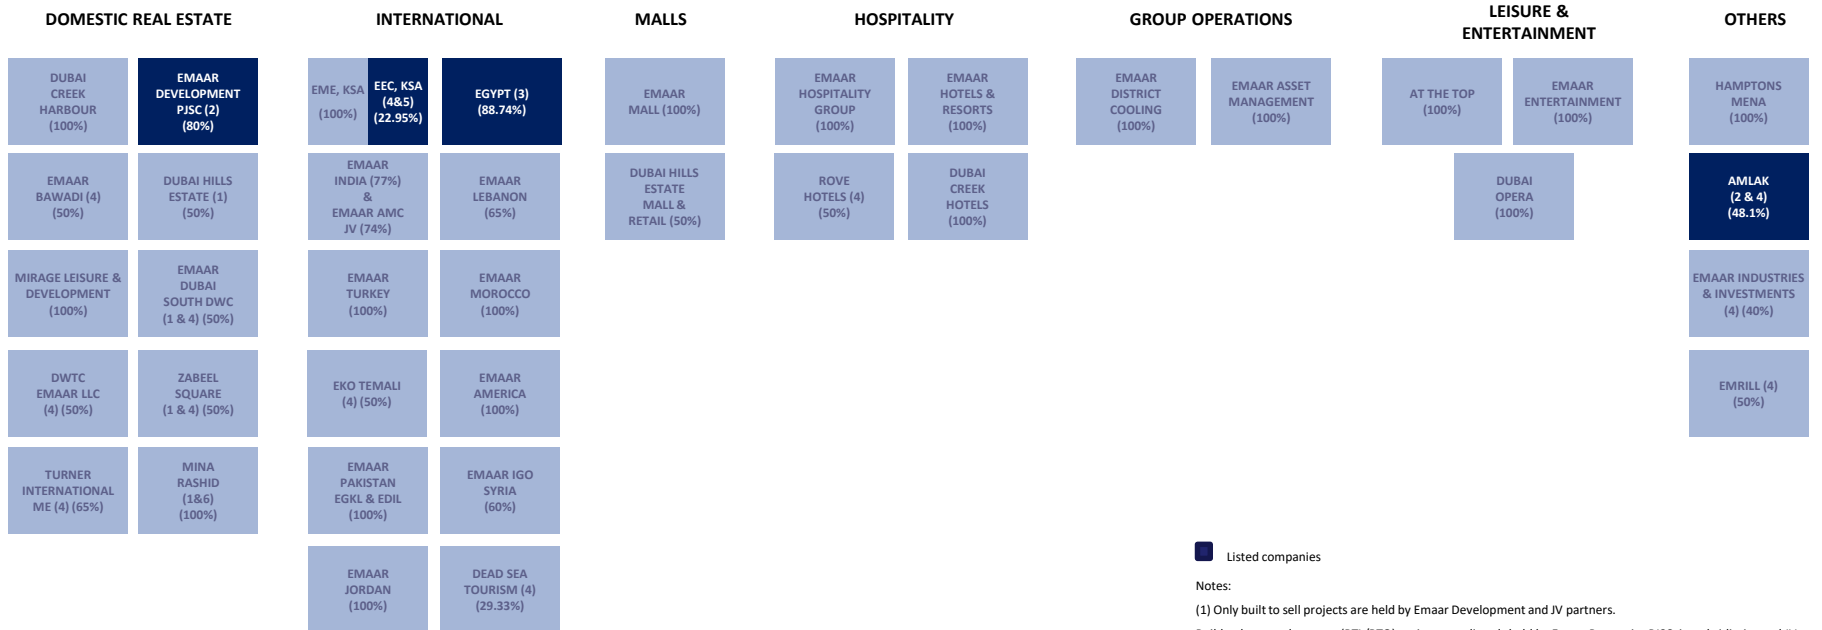 DOMESTIC REAL ESTATE
DUBAI
CREEK
HARBOUR
(100%)
EMAAR
DEVELOPMENT
PJSC (2)
(80%)
EMAAR
BAWADI (4)
(50%)
DUBAI HILLS
ESTATE (1)
(50%)
MIRAGE LEISURE &
DEVELOPMENT
(100%)
EMAAR
DUBAI
SOUTH DWC
(1 & 4) (50%)
DWTC
EMAAR LLC
(4) (50%)
ZABEEL
SQUARE
(1 & 4) (50%)
TURNER
INTERNATIONAL
ME (4) (65%)
MINA
RASHID
(1&6)
(100%)
INTERNATIONAL
EME, KSA
(100%)
EEC, KSA
(4&5)
(22.95%)
EGYPT (3)
(88.74%)
EMAAR
INDIA (77%)
&
EMAAR AMC
JV (74%)
EMAAR
LEBANON
(65%)
EMAAR
TURKEY
(100%)
EMAAR
MOROCCO
(100%)
EKO TEMALI
(4) (50%)
EMAAR
AMERICA
(100%)
EMAAR
PAKISTAN
EGKL & EDIL
(100%)
EMAAR IGO
SYRIA
(60%)
EMAAR
JORDAN
(100%)
DEAD SEA
TOURISM (4)
(29.33%)
MALLS
EMAAR
MALL (100%)
DUBAI HILLS
ESTATE
MALL &
RETAIL (50%)
HOSPITALITY
EMAAR
HOSPITALITY
GROUP
(100%)
EMAAR
HOTELS &
RESORTS
(100%)
ROVE
HOTELS (4)
(50%)
DUBAI
CREEK
HOTELS
(100%)
GROUP OPERATIONS
EMAAR
DISTRICT
COOLING
(100%)
EMAAR ASSET
MANAGEMENT
(100%)
LEISURE &
ENTERTAINMENT
AT THE TOP
(100%)
EMAAR
ENTERTAINMENT
(100%)
DUBAI
OPERA
(100%)
OTHERS
HAMPTONS
MENA
(100%)
AMLAK
(2 & 4)
(48.1%)
EMAAR INDUSTRIES
& INVESTMENTS
(4) (40%)
EMRILL (4)
(50%)
Listed companies
Notes:
(1) Only built to sell projects are held by Emaar Development and JV partners.